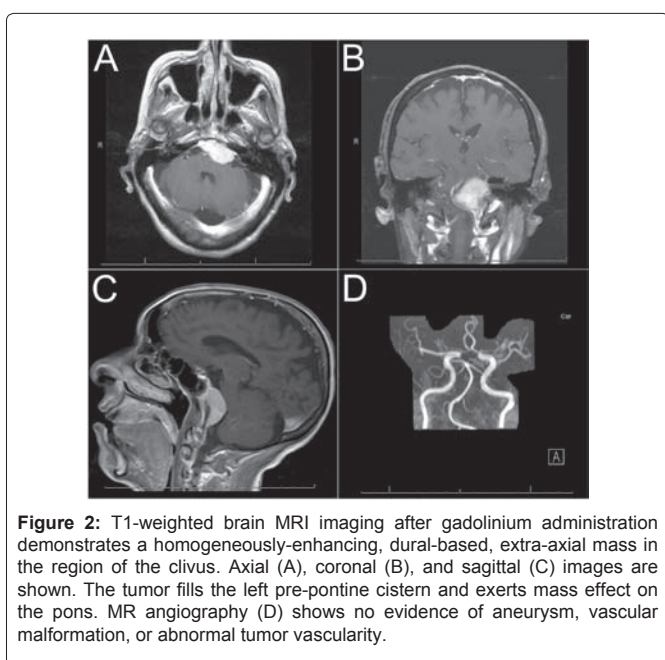 A
B
R
R
C
D
Car
A
Figure 2: T1-weighted brain MRI imaging after gadolinium administration
demonstrates a homogeneously-enhancing, dural-based, extra-axial mass in
the region of the clivus. Axial (A), coronal (B), and sagittal (C) images are
shown. The tumor fills the left pre-pontine cistern and exerts mass effect on
the pons. MR angiography (D) shows no evidence of aneurysm, vascular
malformation, or abnormal tumor vascularity.